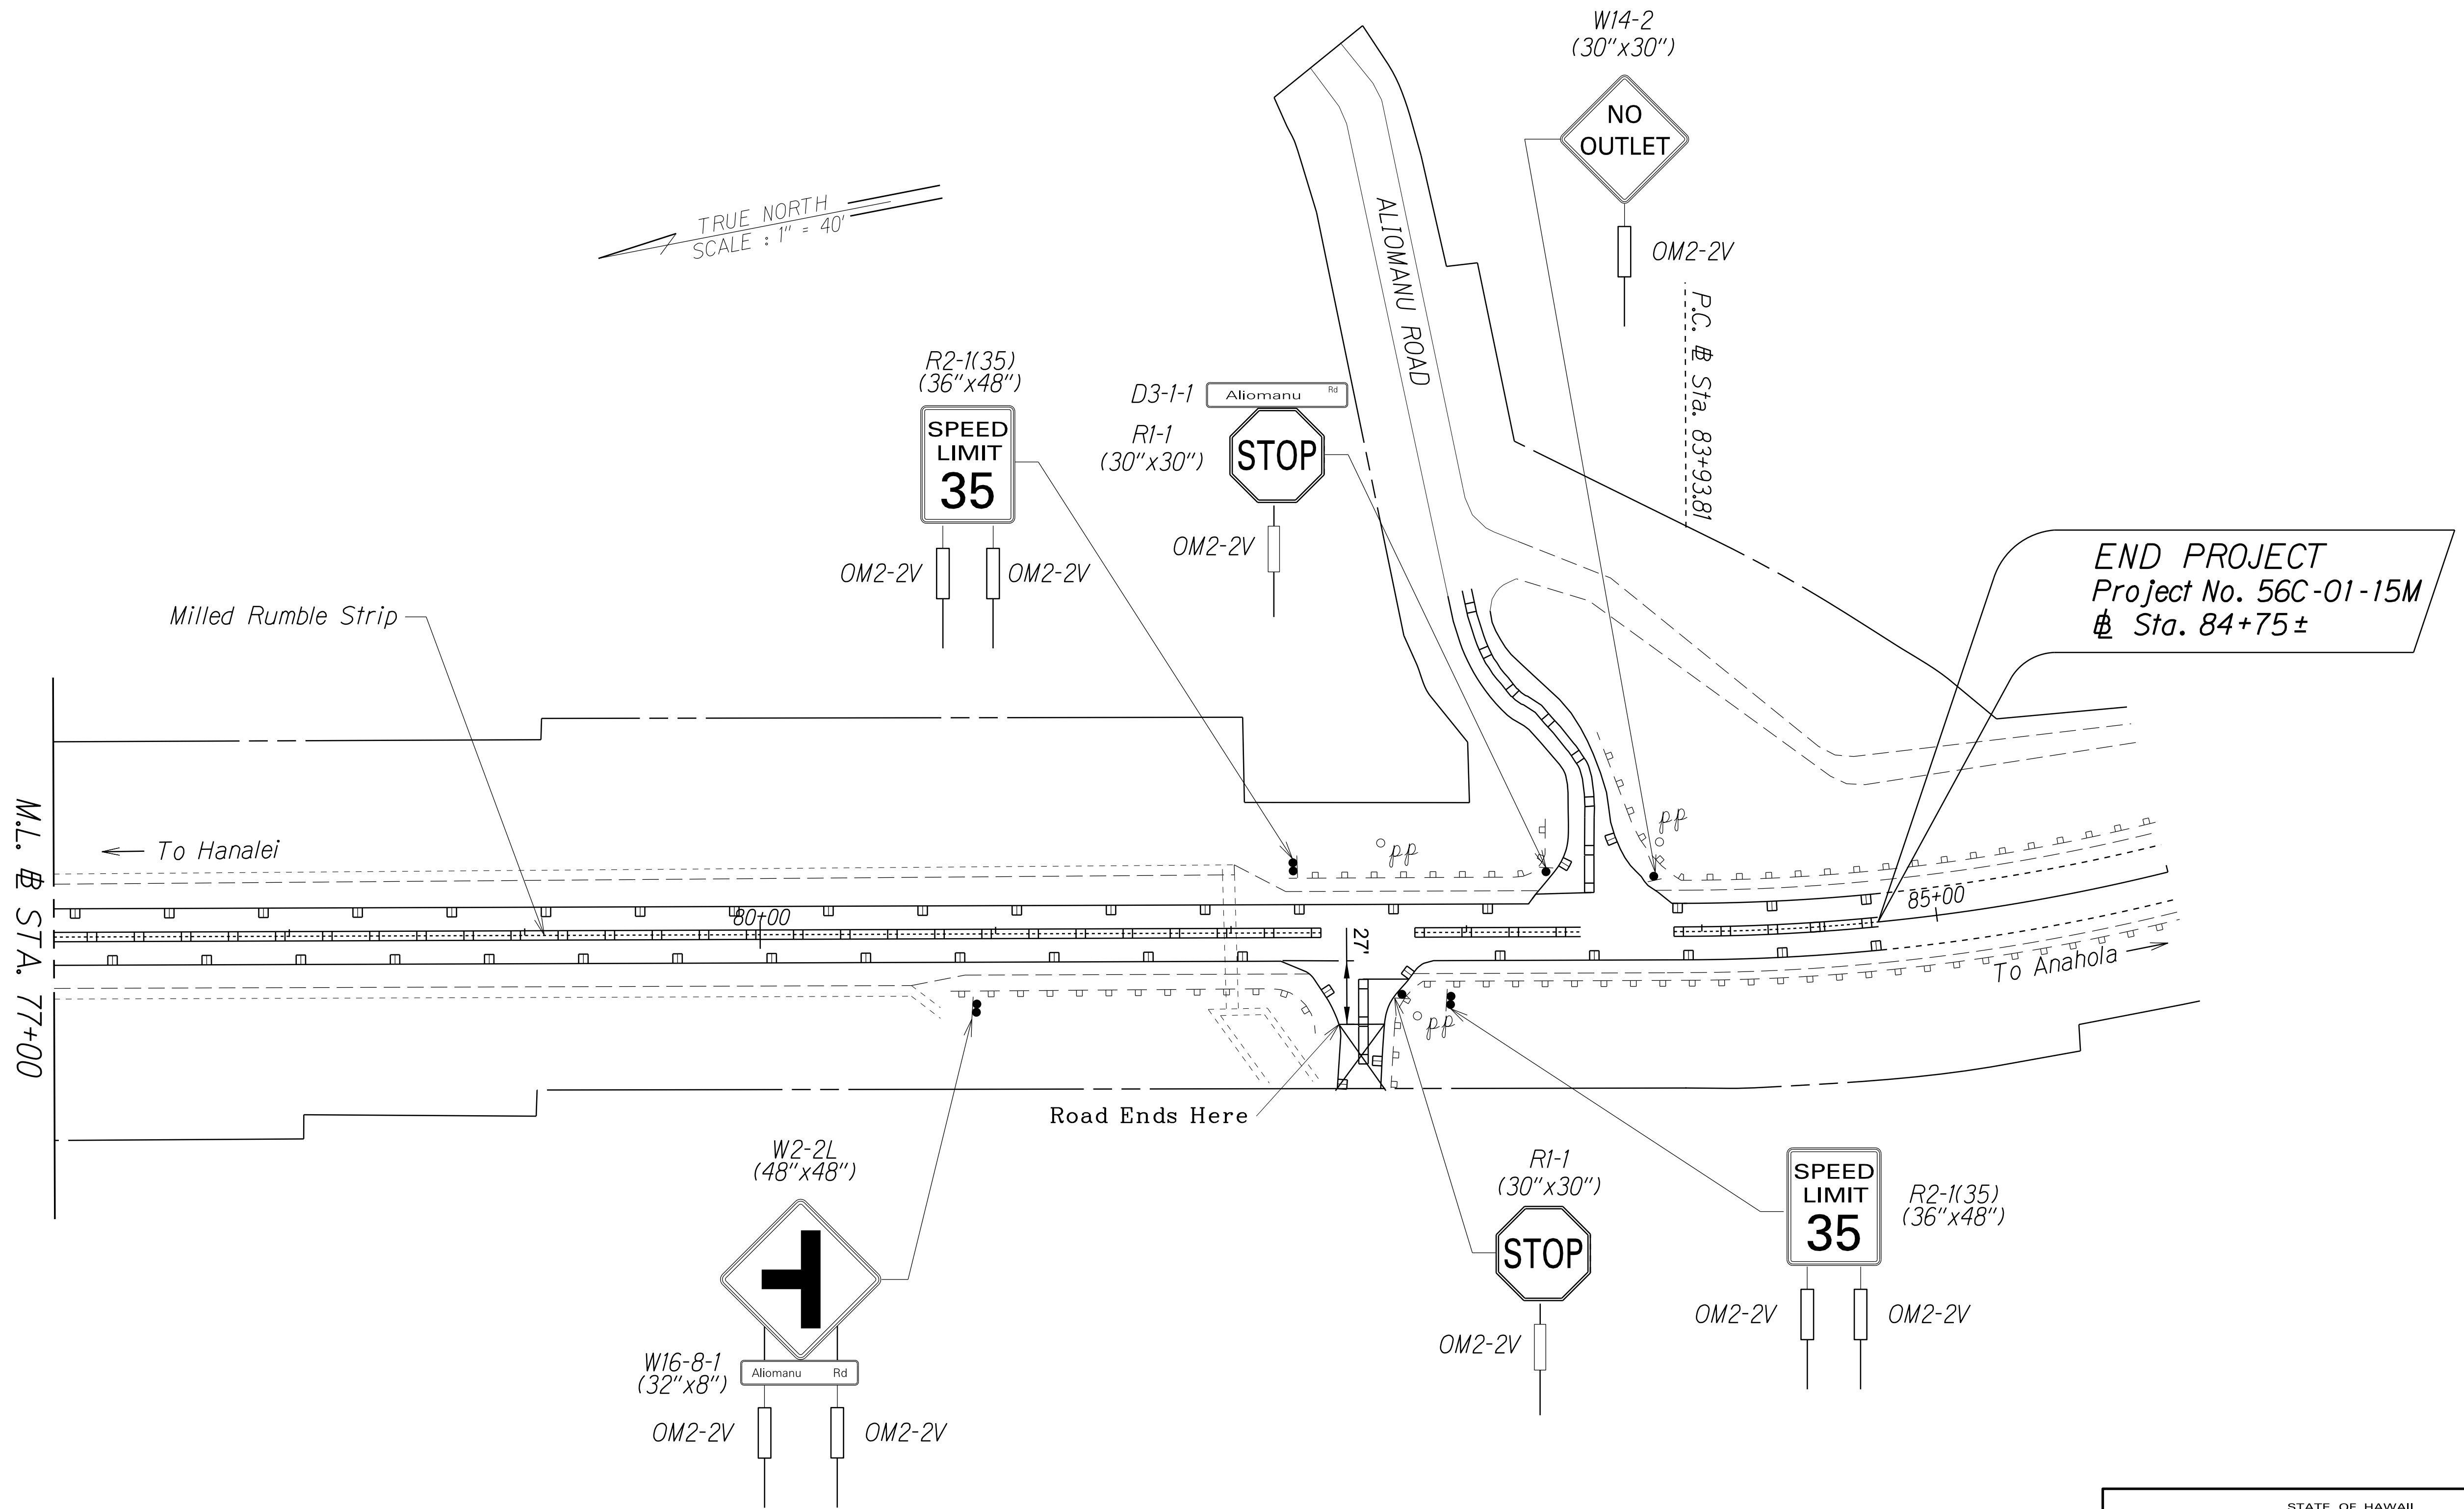 W14-2
(30"x30")
NO
OUTLET
OM2-2V
TRUE NORTH
SCALE : 1" = 40'
ALIOMANU ROAD
P.C. ⅊ Sta. 83+93.81
R2-1(35)
(36"x48")
SPEED
LIMIT
35
OM2-2V
OM2-2V
D3-1-1
Aliomanu Rd
R1-1
(30"x30")
STOP
OM2-2V
END PROJECT
Project No. 56C-01-15M
⅊ Sta. 84+75±
Milled Rumble Strip
M.L. ⅊ STA. 77+00
To Hanalei
pp
pp
80+00
85+00
27'
To Anahola
pp
Road Ends Here
W2-2L
(48"x48")
W16-8-1
(32"x8")
Aliomanu Rd
OM2-2V
OM2-2V
R1-1
(30"x30")
STOP
OM2-2V
SPEED
LIMIT
35
R2-1(35)
(36"x48")
OM2-2V
OM2-2V
STATE OF HAWAII